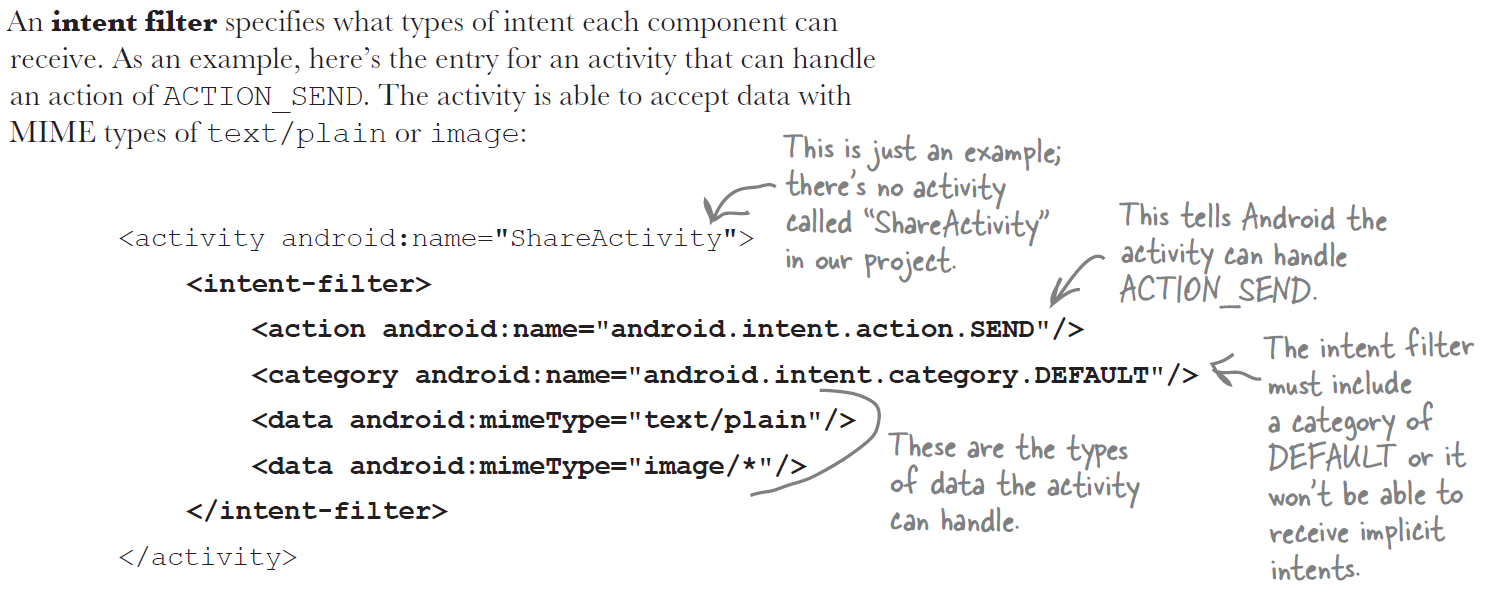 An intent filter specifies what types of intent each component can
receive. As an example, here's the entry for an activity that can handle
an action of ACTION_SEND. The activity is able to accept data with
MIME types of text/plain or image:
This is just an example;
there's no activity
called "ShareActivity"
in our project.
This tells Android the
activity can handle
ACTION_SEND.
<activity android:name="ShareActivity">
<intent-filter>
<action android:name="android.intent.action.SEND"/>
<category android:name="android.intent.category.DEFAULT"/>
<data android:mimeType="text/plain"/>
<data android:mimeType="image/*"/>
</intent-filter>
</activity>
The intent filter
must include
a category of
DEFAULT or it
won't be able to
receive implicit
intents.
These are the types
of data the activity
can handle.